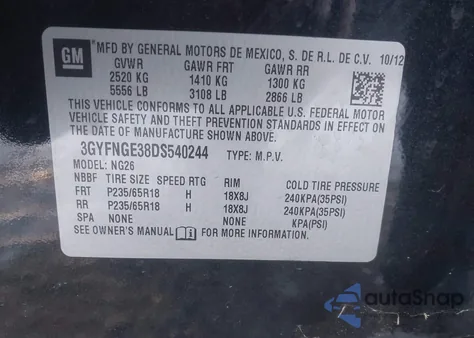 GM
MFD BY GENERAL MOTORS DE MEXICO, S. DE R.L. DE C.V. 10/12
GVWR GAWR FRT GAWR RR
2520 KG 1410 KG 1300 KG
5556 LB 3108 LB 2866 LB
THIS VEHICLE CONFORMS TO ALL APPLICABLE U.S. FEDERAL MOTOR
VEHICLE SAFETY AND THEFT PREVENTION STANDARDS IN EFFECT
ON THE DATE OF MANUFACTURE SHOWN ABOVE.
3GYFNGE38DS540244 TYPE: M.P.V.
MODEL: NG26
NBBF TIRE SIZE SPEED RTG RIM COLD TIRE PRESSURE
FRT P235/65R18 H 18X8J 240KPA(35PSI)
RR P235/65R18 H 18X8J 240KPA(35PSI)
SPA NONE NONE KPA(PSI)
SEE OWNER'S MANUAL FOR MORE INFORMATION
autoSnap